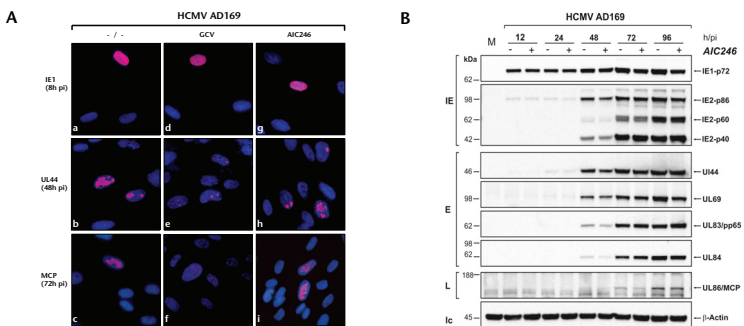 A
HCMV AD169
- / -
GCV
AIC246
IE1
(8h pi)
a
d
g
UL44
(48h pi)
b
e
h
MCP
(72h pi)
c
f
i
B
HCMV AD169
M
12
24
48
72
96
h/pi
- + - + - + - + - +
AIC246
kDa
IE
62
IE1-p72
98
IE2-p86
62
IE2-p60
42
IE2-p40
E
46
Ul44
98
UL69
62
UL83/pp65
98
62
UL84
L
188
UL86/MCP
lc
45
β-Actin